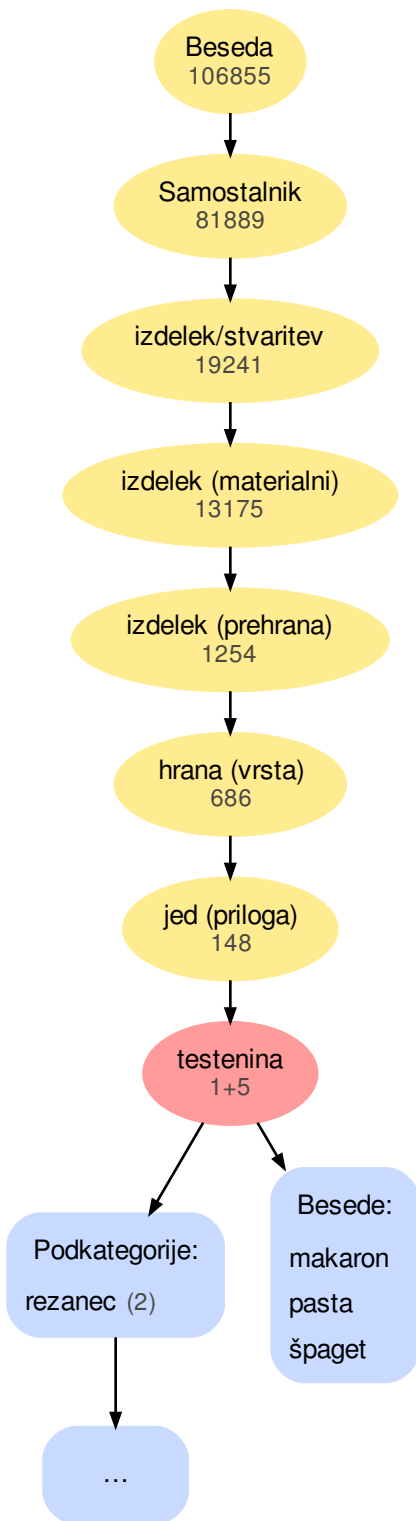 Beseda
106855
Samostalnik
81889
izdelek/stvaritev
19241
izdelek (materialni)
13175
izdelek (prehrana)
1254
hrana (vrsta)
686
jed (priloga)
148
testenina
1+5
Podkategorije:
rezanec (2)
...
Besede:
makaron
pasta
špaget